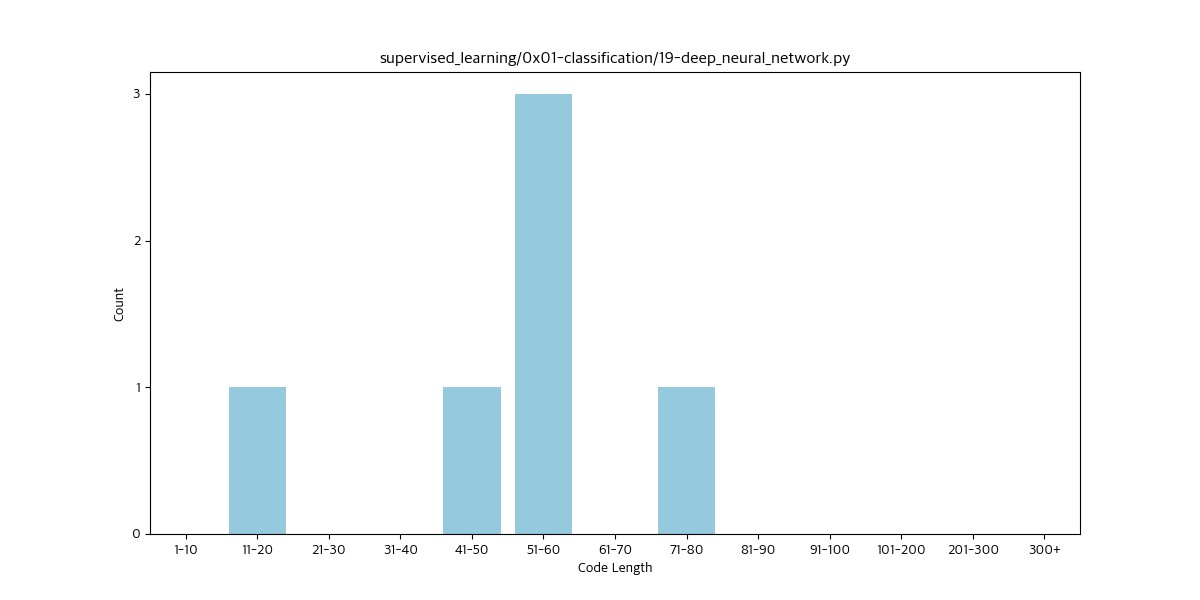 supervised_learning/0x01-classification/19-deep_neural_network.py
3
2
1
0
Count
1-10 11-20 21-30 31-40 41-50 51-60 61-70 71-80 81-90 91-100 101-200 201-300 300+
Code Length